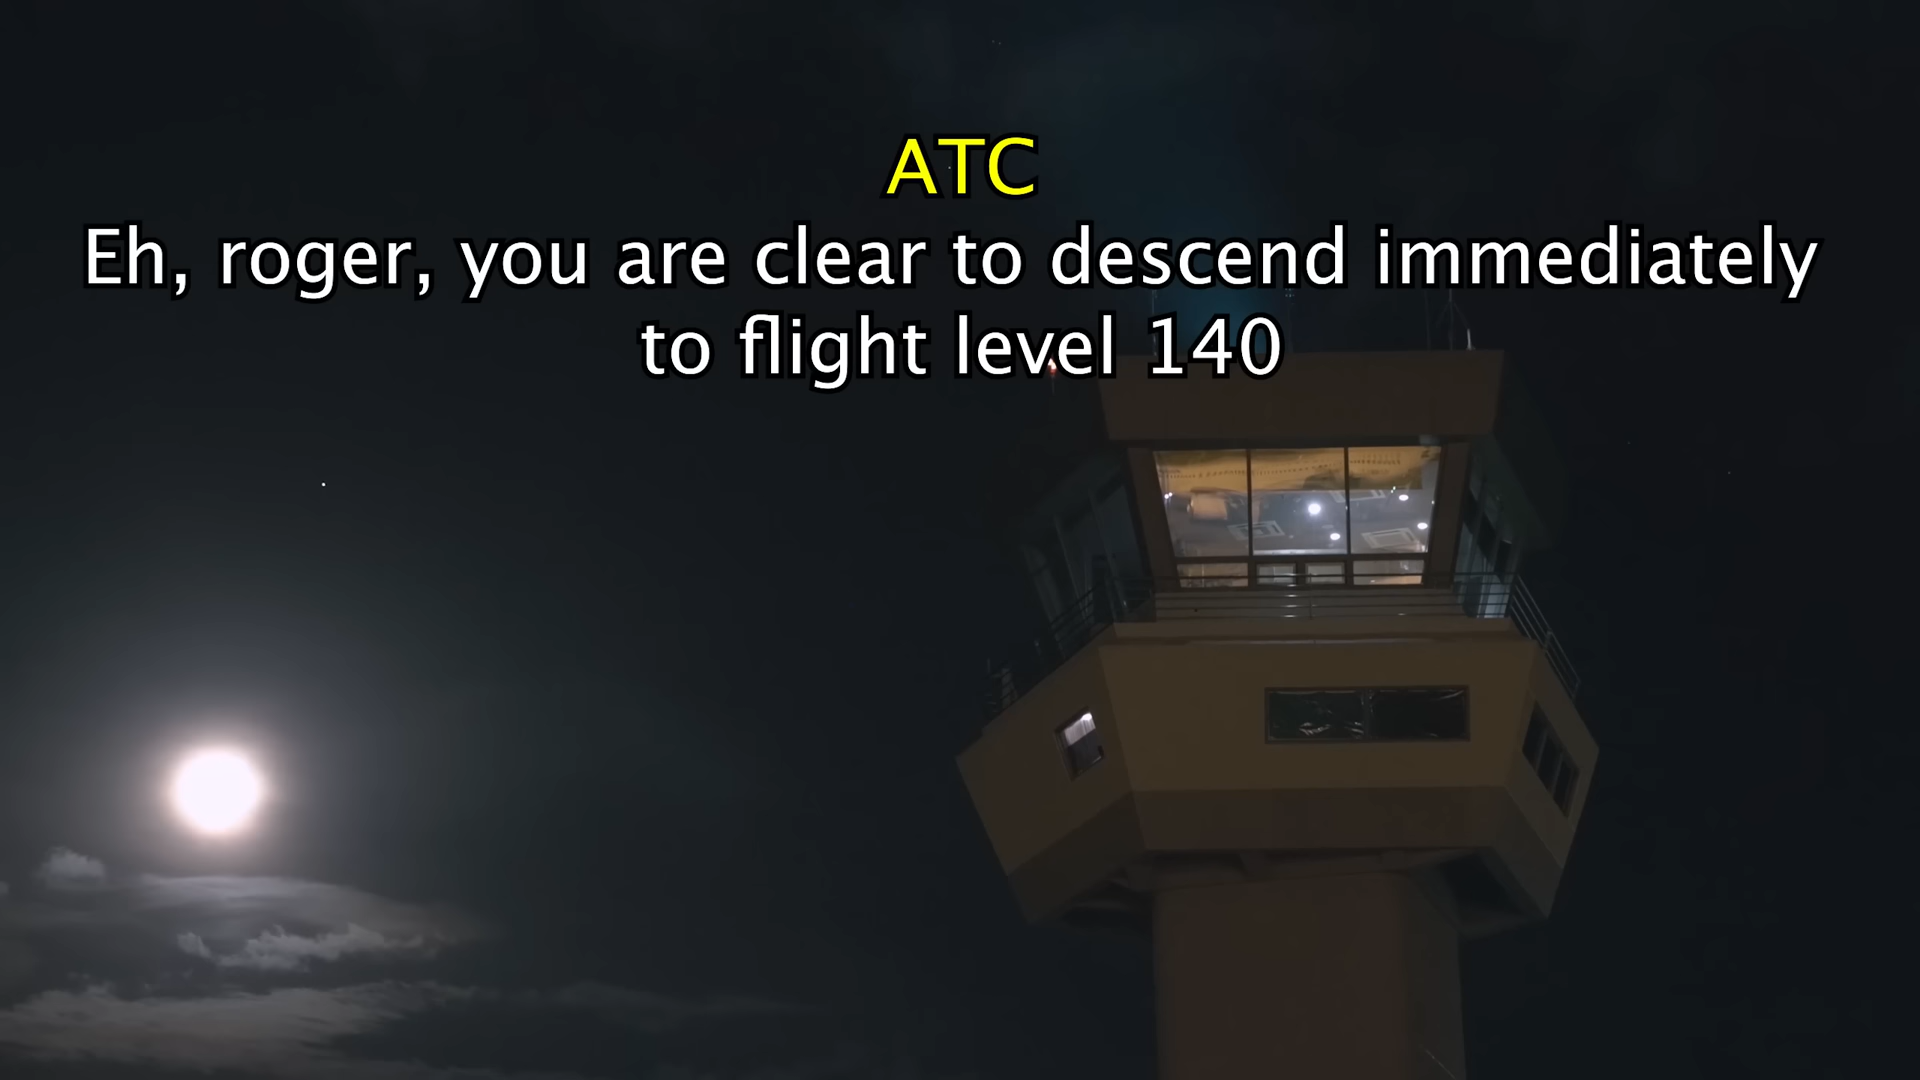 ATC
Eh, roger, you are clear to descend immediately
to flight level 140